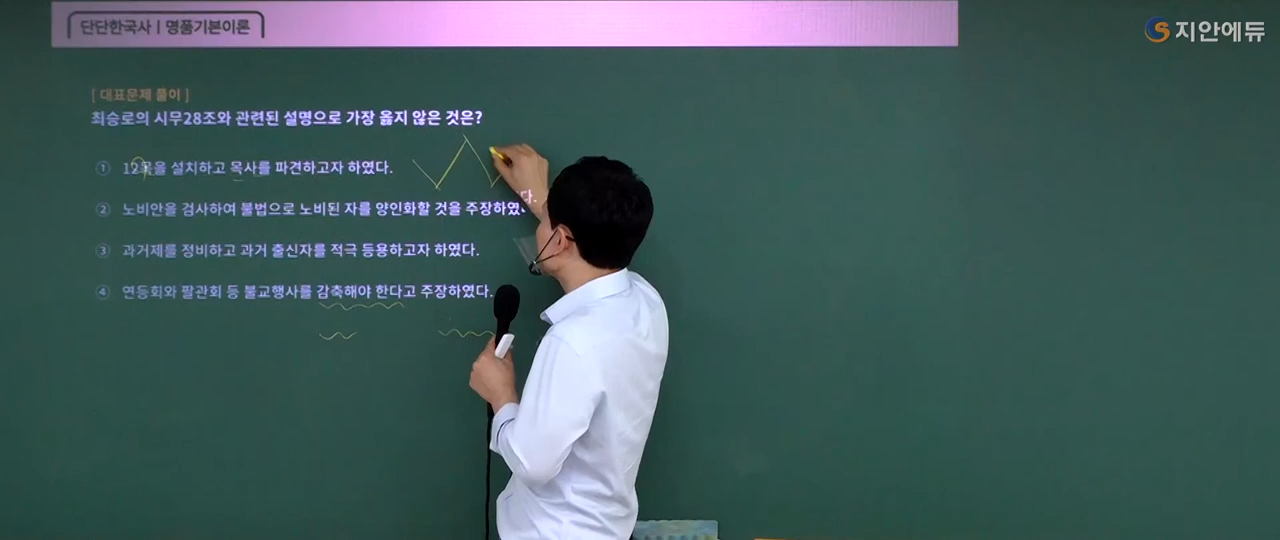 단단한국사 | 명품기본이론
지안에듀
[ 대표문제 풀이 ]
최승로의 시무28조와 관련된 설명으로 가장 옳지 않은 것은?
① 12목을 설치하고 목사를 파견하고자 하였다.
② 노비안을 검사하여 불법으로 노비된 자를 양인화할 것을 주장하였다.
③ 과거제를 정비하고 과거 출신자를 적극 등용하고자 하였다.
④ 연등회와 팔관회 등 불교행사를 감축해야 한다고 주장하였다.